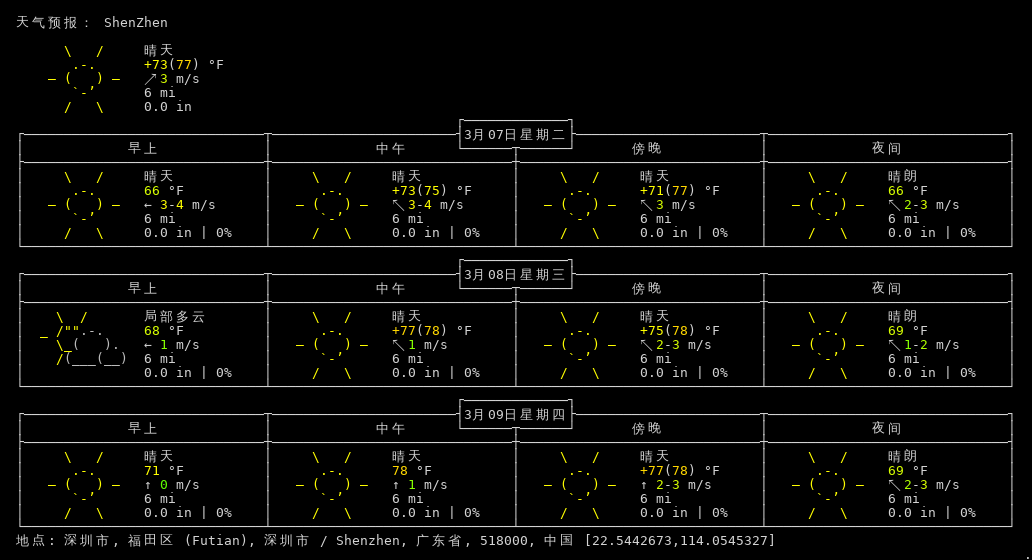 天气预报： ShenZhen
晴天
+73(77) °F
↗ 3 m/s
6 mi
0.0 in
3月07日星期二
早上 中午 傍晚 夜间
晴天 晴天 晴天 晴朗
66 °F +73(75) °F +71(77) °F 66 °F
← 3-4 m/s ↖ 3-4 m/s ↖ 3 m/s ↖ 2-3 m/s
6 mi 6 mi 6 mi 6 mi
0.0 in | 0% 0.0 in | 0% 0.0 in | 0% 0.0 in | 0%
3月08日星期三
早上 中午 傍晚 夜间
局部多云 晴天 晴天 晴朗
68 °F +77(78) °F +75(78) °F 69 °F
← 1 m/s ↖ 1 m/s ↖ 2-3 m/s ↖ 1-2 m/s
6 mi 6 mi 6 mi 6 mi
0.0 in | 0% 0.0 in | 0% 0.0 in | 0% 0.0 in | 0%
3月09日星期四
早上 中午 傍晚 夜间
晴天 晴天 晴天 晴朗
71 °F 78 °F +77(78) °F 69 °F
↑ 0 m/s ↑ 1 m/s ↑ 2-3 m/s ↖ 2-3 m/s
6 mi 6 mi 6 mi 6 mi
0.0 in | 0% 0.0 in | 0% 0.0 in | 0% 0.0 in | 0%
地点: 深圳市, 福田区 (Futian), 深圳市 / Shenzhen, 广东省, 518000, 中国 [22.5442673,114.0545327]